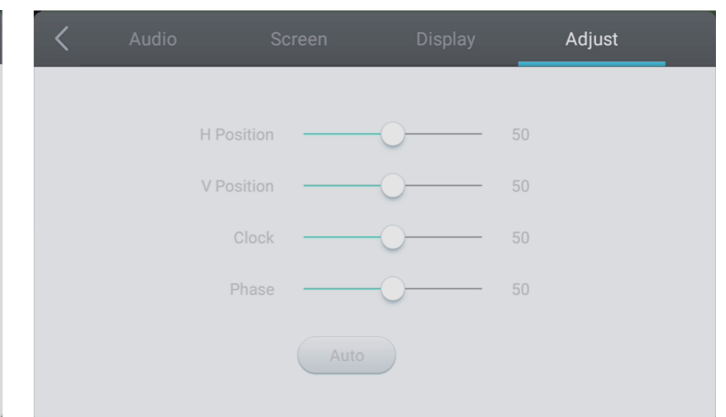 Audio Screen Display Adjust
H Position 50
V Position 50
Clock 50
Phase 50
Auto